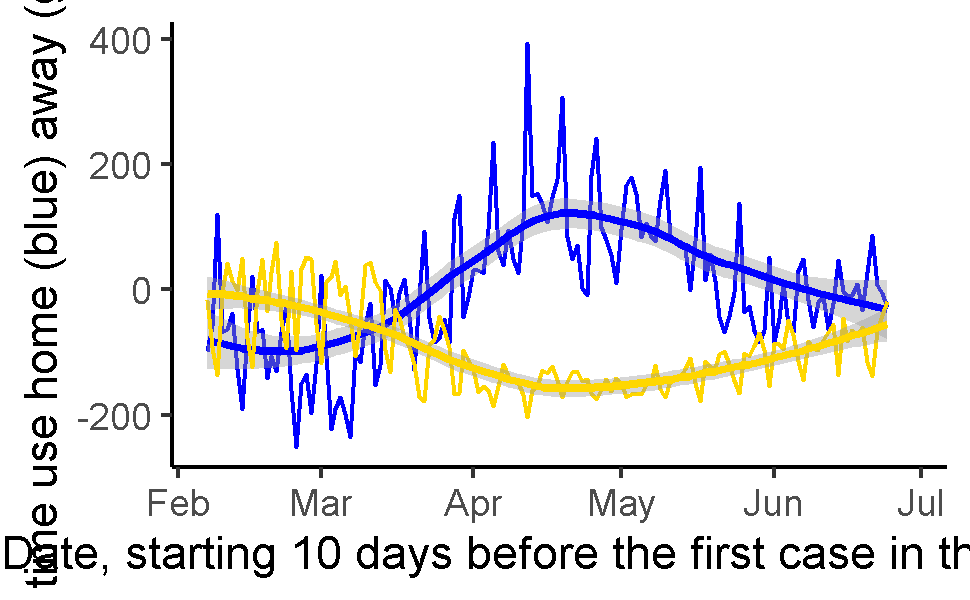 time use home (blue) away (
400
200
0
-200
Feb Mar Apr May Jun Jul
Date, starting 10 days before the first case in th